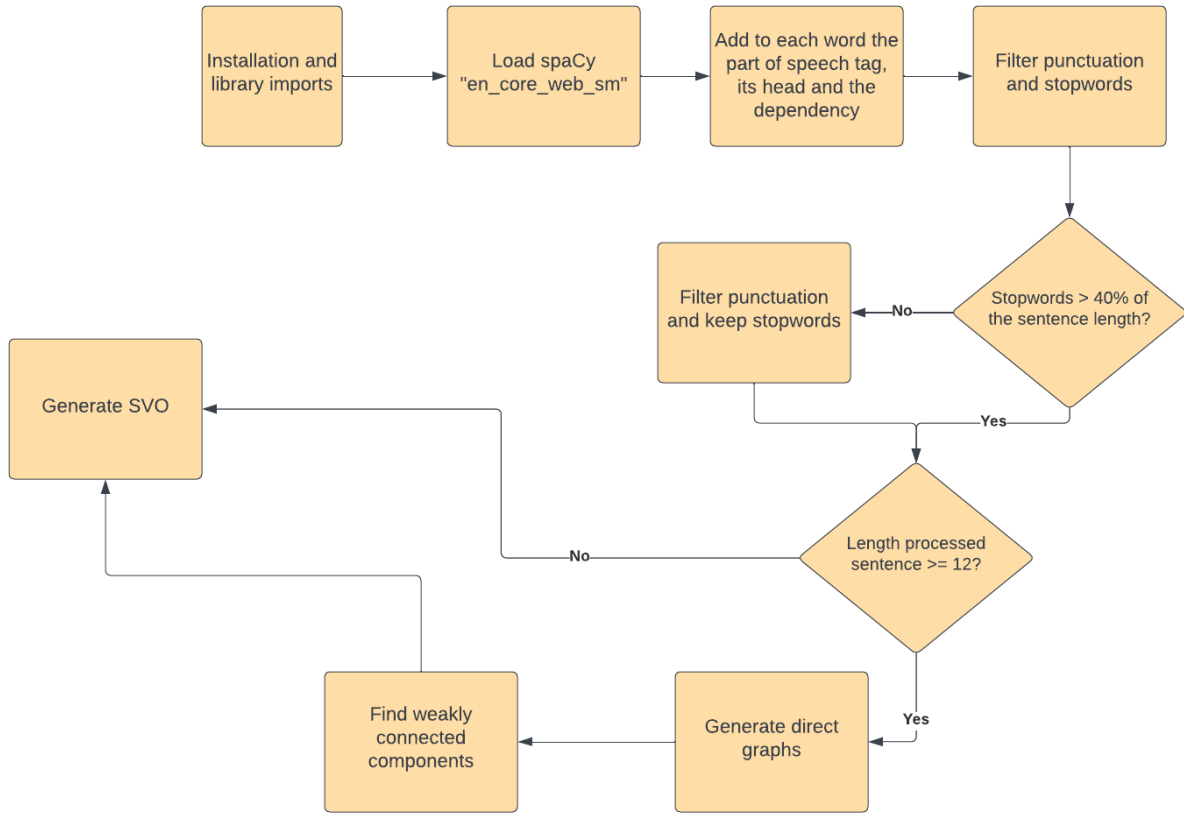 Installation and
library imports
Load spaCy
"en_core_web_sm"
Add to each word the
part of speech tag,
its head and the
dependency
Filter punctuation
and stopwords
Stopwords > 40% of
the sentence length?
No
Filter punctuation
and keep stopwords
Yes
Length processed
sentence >= 12?
No
Generate SVO
Yes
Generate direct
graphs
Find weakly
connected
components